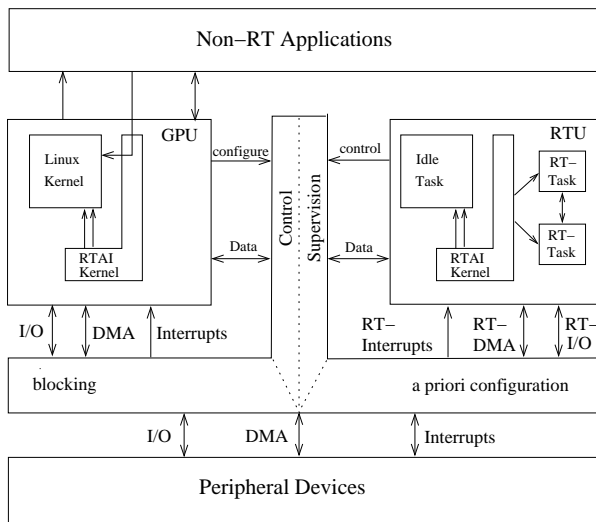 Non−RT Applications
GPU
RTU
Linux
Kernel
configure
control
Idle
Task
RT−
Task
RT−
Task
RTAI
Kernel
Data
Control
Supervision
Data
RTAI
Kernel
I/O
DMA
Interrupts
RT−
Interrupts
RT−
DMA
RT−
I/O
blocking
a priori configuration
I/O
DMA
Interrupts
Peripheral Devices